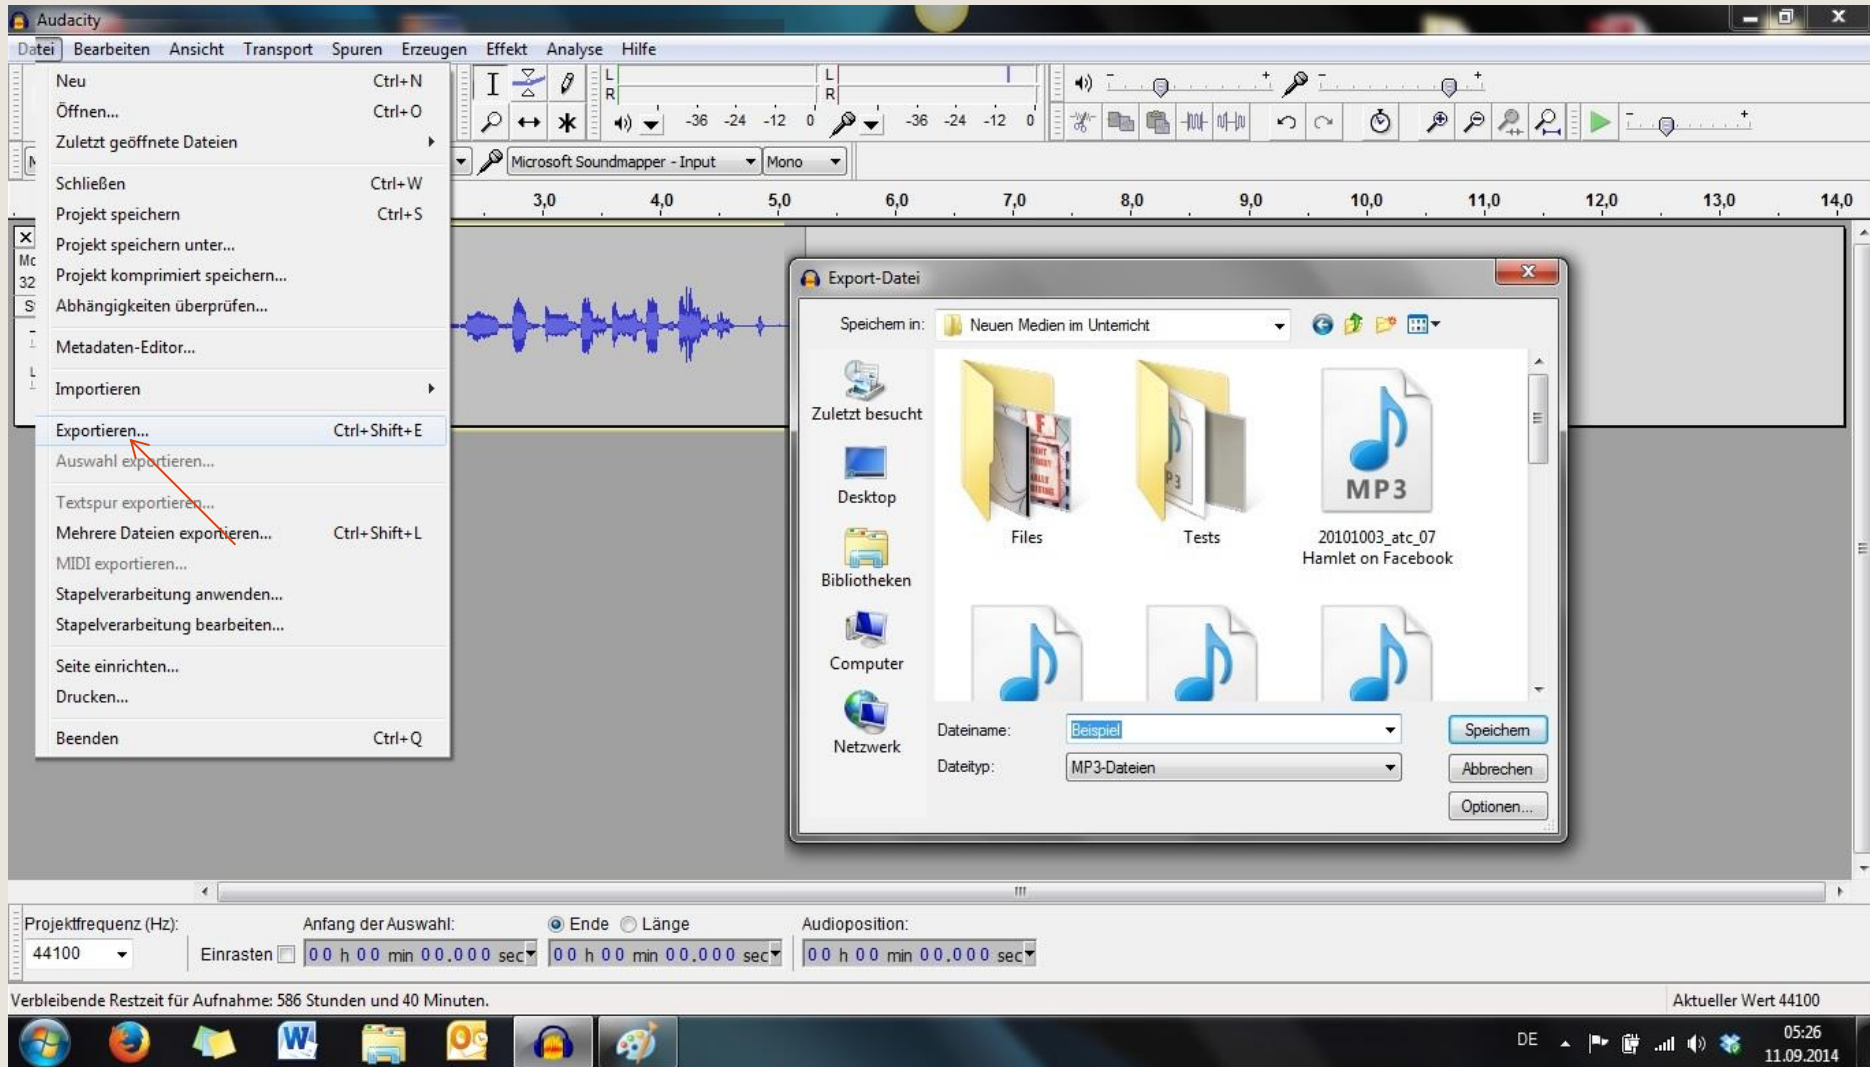 Audacity
Datei Bearbeiten Ansicht Transport Spuren Erzeugen Effekt Analyse Hilfe
Neu Ctrl+N
Öffnen... Ctrl+O
Zuletzt geöffnete Dateien
Schließen Ctrl+W
Projekt speichern Ctrl+S
Projekt speichern unter...
Projekt komprimiert speichern...
Abhängigkeiten überprüfen...
Metadaten-Editor...
Importieren
Exportieren... Ctrl+Shift+E
Auswahl exportieren...
Textspur exportieren...
Mehrere Dateien exportieren... Ctrl+Shift+L
MIDI exportieren...
Stapelverarbeitung anwenden...
Stapelverarbeitung bearbeiten...
Seite einrichten...
Drucken...
Beenden Ctrl+Q
L L
R R
-36 -24 -12 0 -36 -24 -12 0
Microsoft Soundmapper - Input Mono
3,0 4,0 5,0 6,0 7,0 8,0 9,0 10,0 11,0 12,0 13,0 14,0
Mo
32
Export-Datei
Speichern in: Neuen Medien im Unterricht
Zuletzt besucht
Desktop
Bibliotheken
Computer
Netzwerk
MP3
Files Tests 20101003_atc_07
Hamlet on Facebook
Dateiname: Beispiel Speichern
Dateityp: MP3-Dateien Abbrechen
Optionen...
Projektfrequenz (Hz): Anfang der Auswahl: Ende Länge Audioposition:
44100 Einrasten 00 h 00 min 00.000 sec 00 h 00 min 00.000 sec 00 h 00 min 00.000 sec
Verbleibende Restzeit für Aufnahme: 586 Stunden und 40 Minuten. Aktueller Wert 44100
DE 05:26
11.09.2014